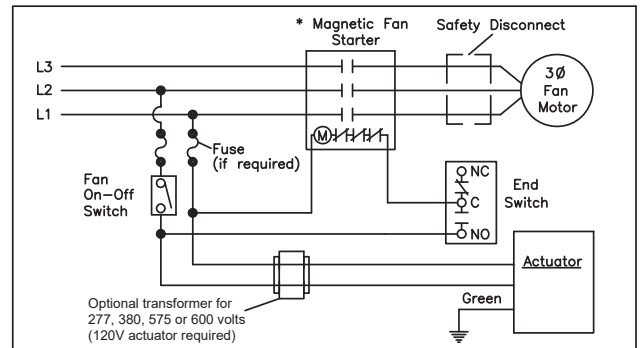 * Magnetic Fan
Starter
Safety Disconnect
L3
L2
L1
3Ø
Fan
Motor
M
Fuse
(if required)
Fan
On-Off
Switch
NC
C
NO
End
Switch
Actuator
Green
Optional transformer for
277, 380, 575 or 600 volts
(120V actuator required)